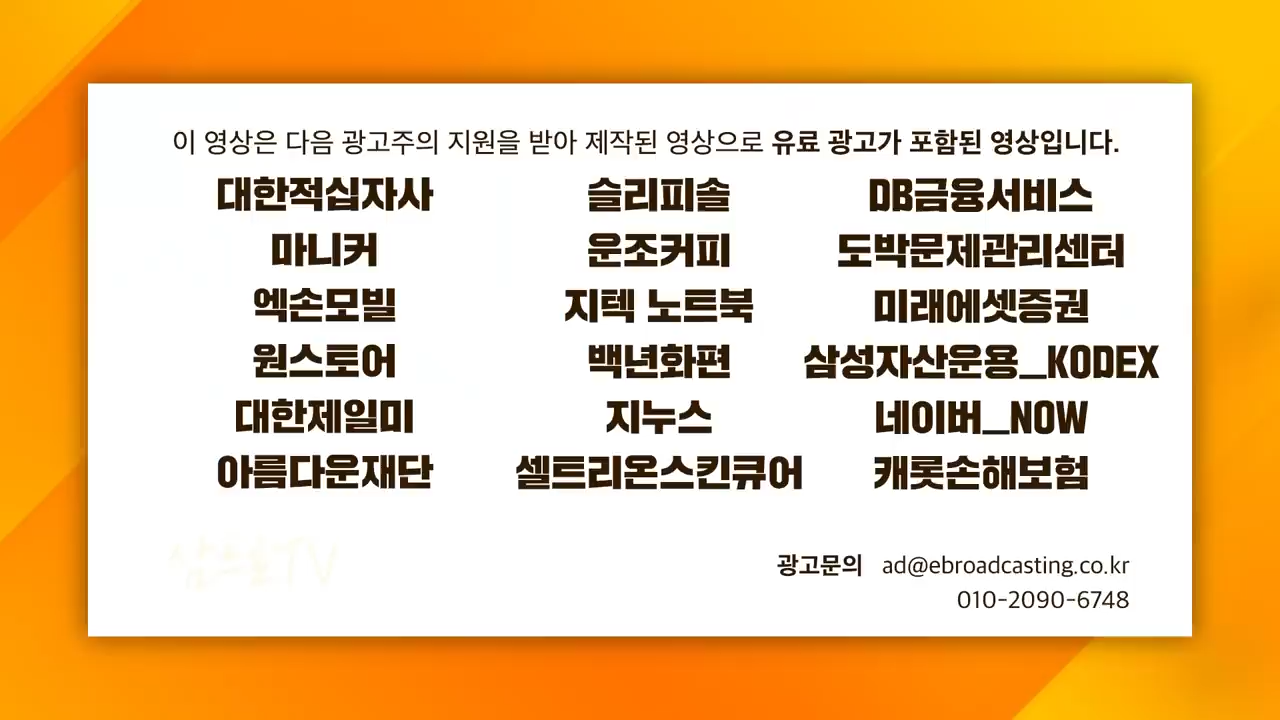 이 영상은 다음 광고주의 지원을 받아 제작된 영상으로 유료 광고가 포함된 영상입니다.
대한적십자사 슬리피솔 DB금융서비스
마니커 운조커피 도박문제관리센터
엑손모빌 지텍 노트북 미래에셋증권
원스토어 백년화편 삼성자산운용_KODEX
대한제일미 지누스 네이버_NOW
아름다운재단 셀트리온스킨큐어 캐롯손해보험
삼프로TV
광고문의 ad@ebroadcasting.co.kr
010-2090-6748